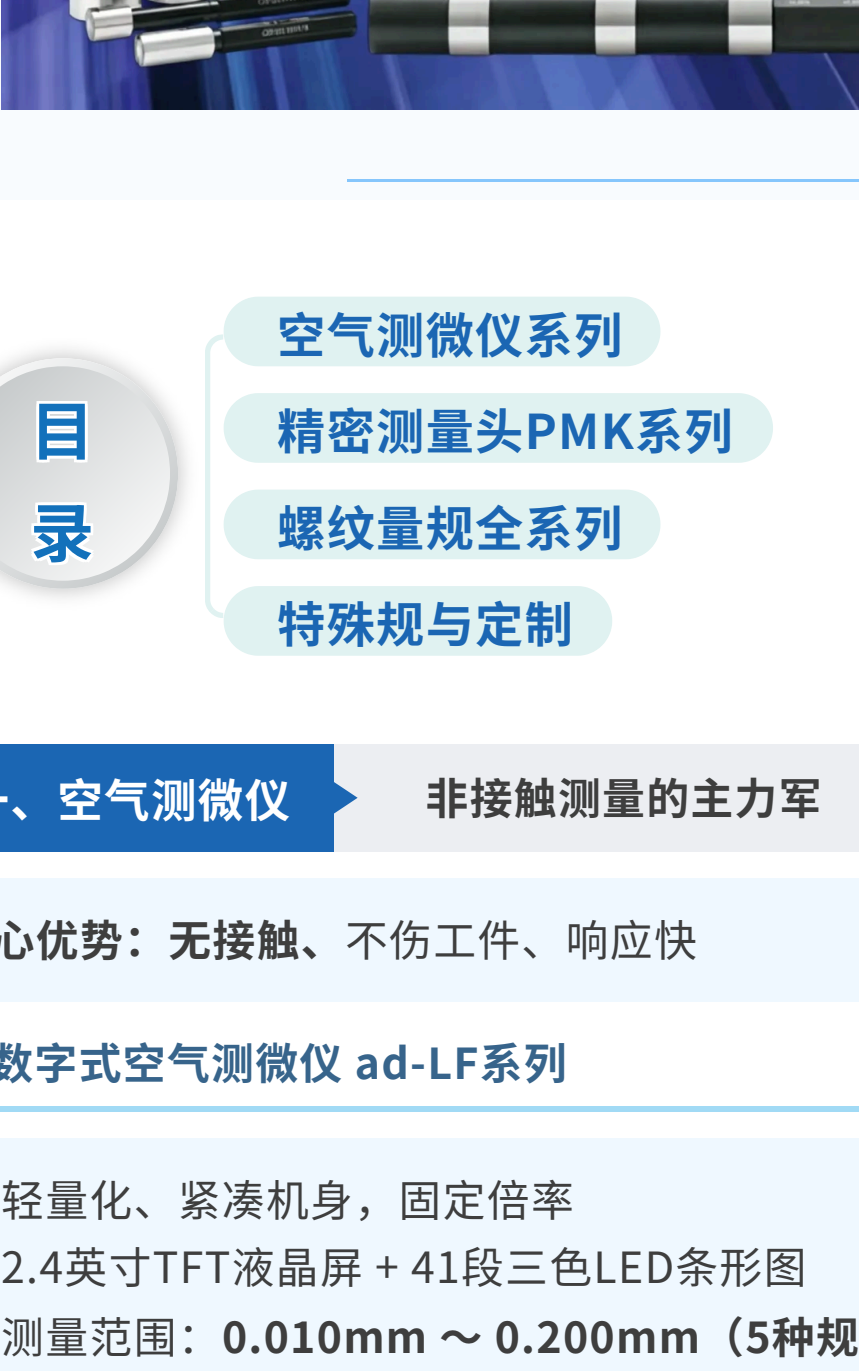 目
录
空气测微仪系列
精密测量头PMK系列
螺纹量规全系列
特殊规与定制
一、空气测微仪
非接触测量的主力军
心优势：无接触、不伤工件、响应快
数字式空气测微仪 ad-LF系列
轻量化、紧凑机身，固定倍率
2.4英寸TFT液晶屏 + 41段三色LED条形图
测量范围：0.010mm ～ 0.200mm（5种规